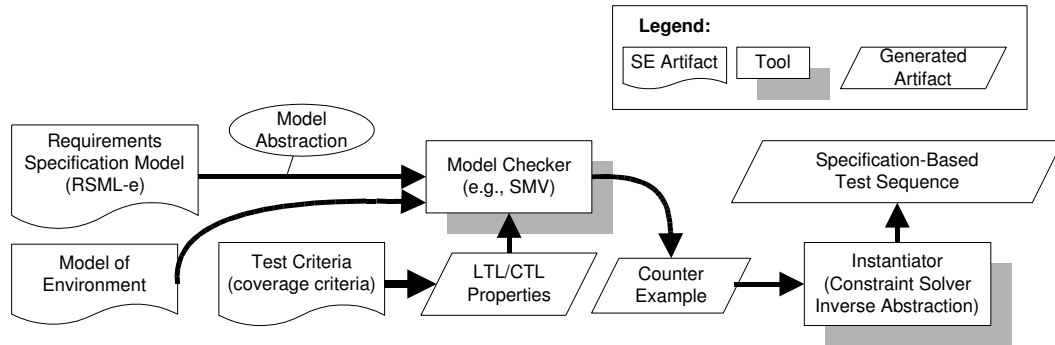 Legend:
SE Artifact
Tool
Generated
Artifact
Requirements
Specification Model
(RSML-e)
Model
Abstraction
Model Checker
(e.g., SMV)
Specification-Based
Test Sequence
Model of
Environment
Test Criteria
(coverage criteria)
LTL/CTL
Properties
Counter
Example
Instantiator
(Constraint Solver
Inverse Abstraction)